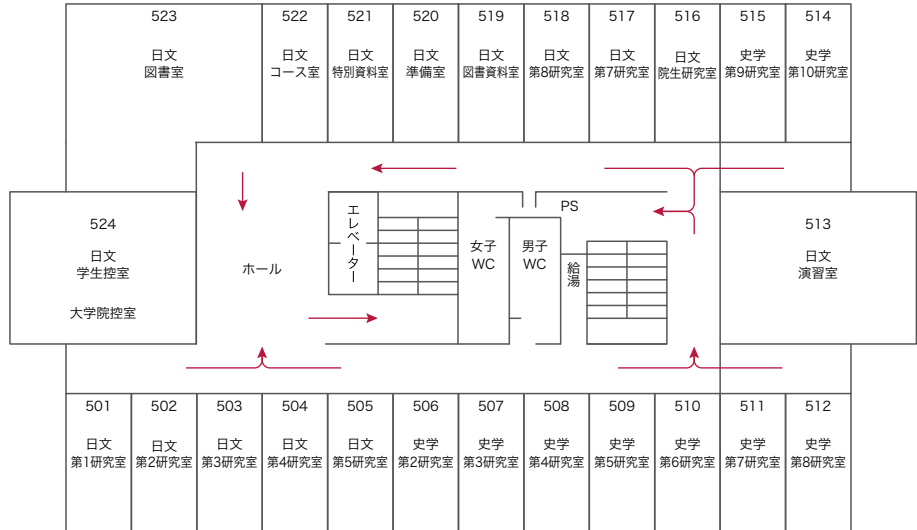 523
日文
図書室
522
日文
コース室
521
日文
特別資料室
520
日文
準備室
519
日文
図書資料室
518
日文
第8研究室
517
日文
第7研究室
516
日文
院生研究室
515
史学
第9研究室
514
史学
第10研究室
524
日文
学生控室
大学院控室
ホール
エレベーター
女子
WC
男子
WC
PS
給湯
513
日文
演習室
501
日文
第1研究室
502
日文
第2研究室
503
日文
第3研究室
504
日文
第4研究室
505
日文
第5研究室
506
史学
第2研究室
507
史学
第3研究室
508
史学
第4研究室
509
史学
第5研究室
510
史学
第6研究室
511
史学
第7研究室
512
史学
第8研究室